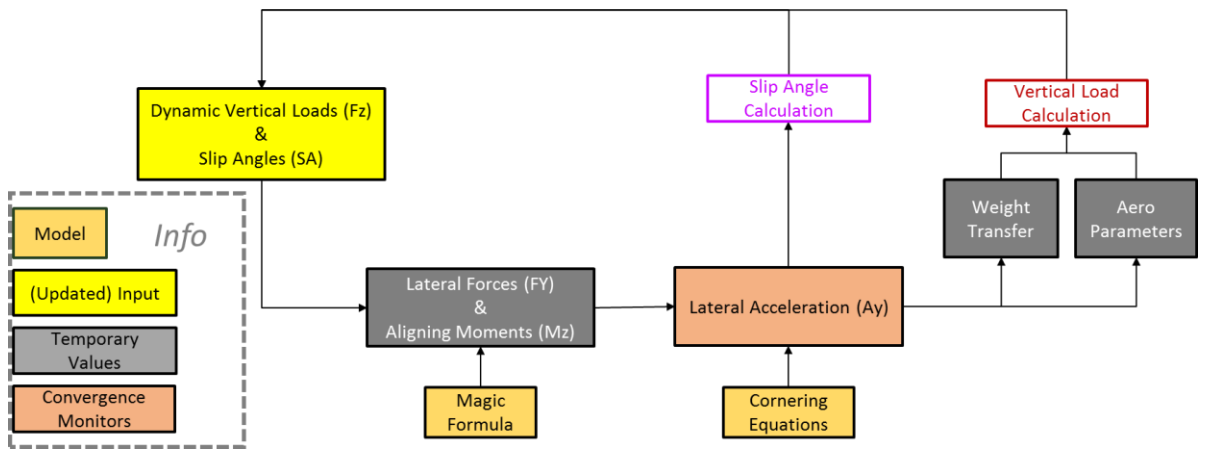 Slip Angle
Calculation
Vertical Load
Calculation
Dynamic Vertical Loads (Fz)
&
Slip Angles (SA)
Weight
Transfer
Aero
Parameters
Info
Model
(Updated) Input
Temporary
Values
Convergence
Monitors
Lateral Forces (FY)
&
Aligning Moments (Mz)
Lateral Acceleration (Ay)
Magic
Formula
Cornering
Equations